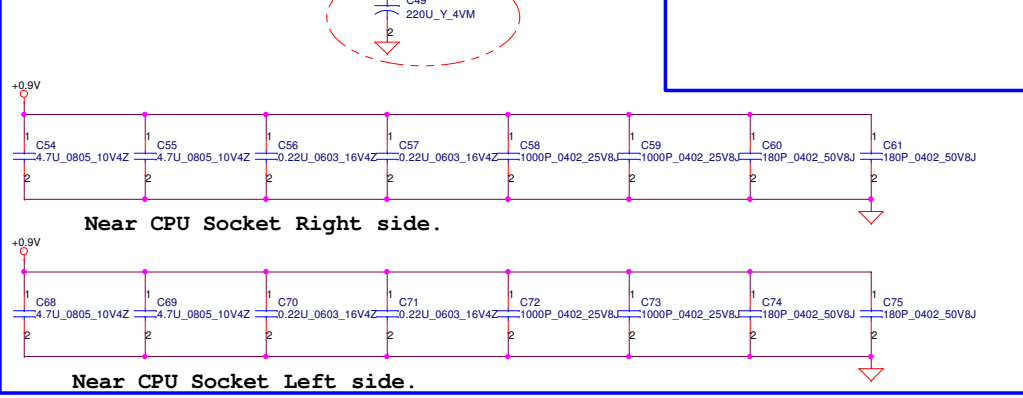 C49
220U_Y_4VM
2
+0.9V
1 1 1 1 1 1 1 1
C54 C55 C56 C57 C58 C59 C60 C61
4.7U_0805_10V4Z 4.7U_0805_10V4Z 0.22U_0603_16V4Z 0.22U_0603_16V4Z 1000P_0402_25V8J 1000P_0402_25V8J 180P_0402_50V8J 180P_0402_50V8J
2 2 2 2 2 2 2 2
Near CPU Socket Right side.
+0.9V
1 1 1 1 1 1 1 1
C68 C69 C70 C71 C72 C73 C74 C75
4.7U_0805_10V4Z 4.7U_0805_10V4Z 0.22U_0603_16V4Z 0.22U_0603_16V4Z 1000P_0402_25V8J 1000P_0402_25V8J 180P_0402_50V8J 180P_0402_50V8J
2 2 2 2 2 2 2 2
Near CPU Socket Left side.